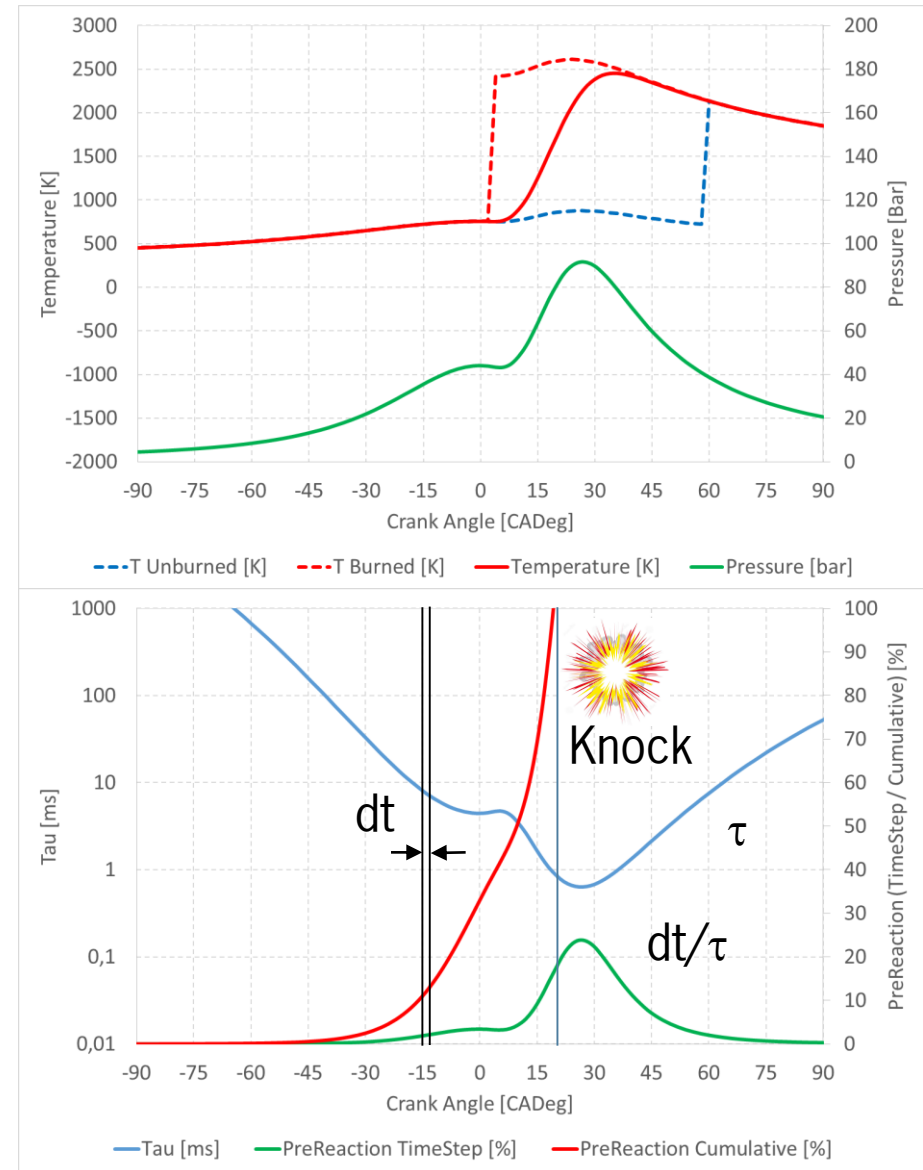 3000
2500
2000
1500
1000
500
0
-500
-1000
-1500
-2000
Temperature [K]
200
180
160
140
120
100
80
60
40
20
0
Pressure [Bar]
-90 -75 -60 -45 -30 -15 0 15 30 45 60 75 90
Crank Angle [CADeg]
T Unburned [K] T Burned [K] Temperature [K] Pressure [bar]
1000
100
10
1
0,1
0,01
Tau [ms]
100
90
80
70
60
50
40
30
20
10
0
PreReaction (TimeStep / Cumulative) [%]
Knock
dt
τ
dt/τ
-90 -75 -60 -45 -30 -15 0 15 30 45 60 75 90
Crank Angle [CADeg]
Tau [ms] PreReaction TimeStep [%] PreReaction Cumulative [%]